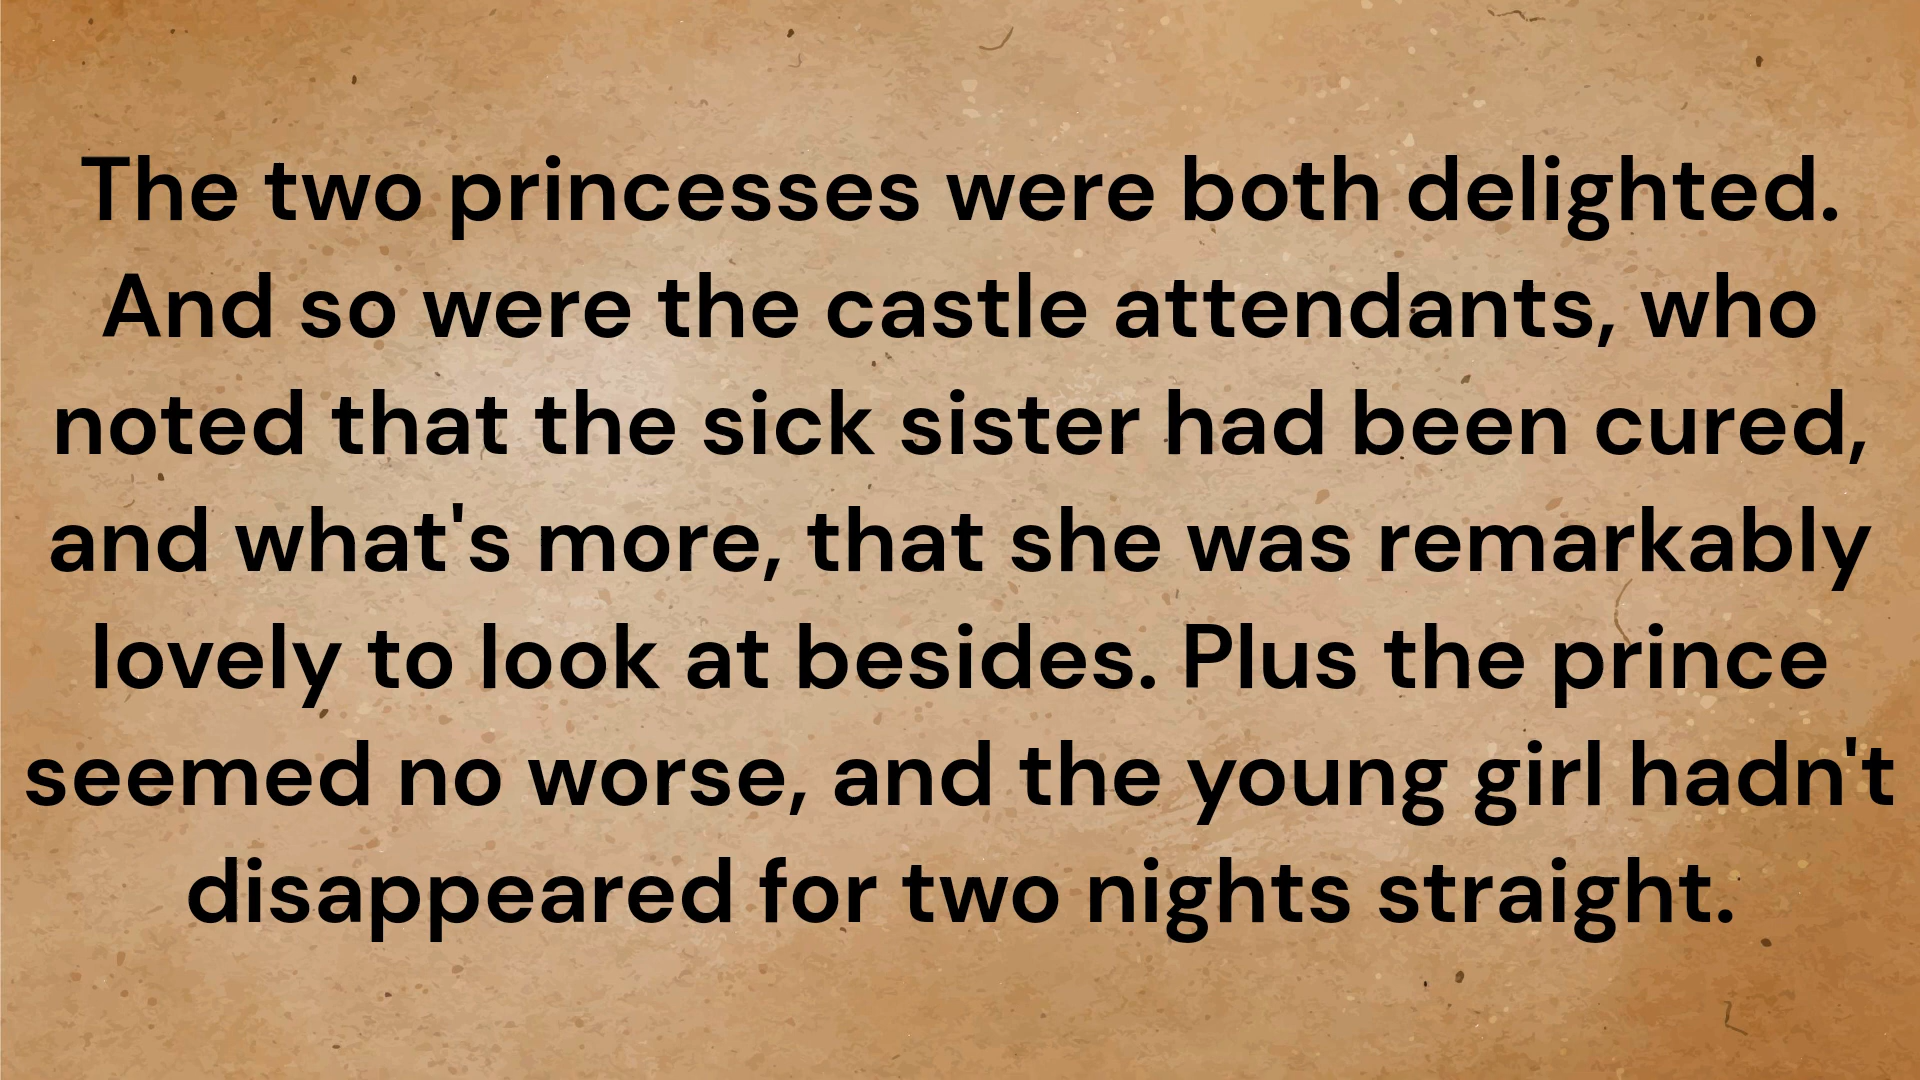 The two princesses were both delighted.
And so were the castle attendants, who
noted that the sick sister had been cured,
and what's more, that she was remarkably
lovely to look at besides. Plus the prince
seemed no worse, and the young girl hadn't
disappeared for two nights straight.